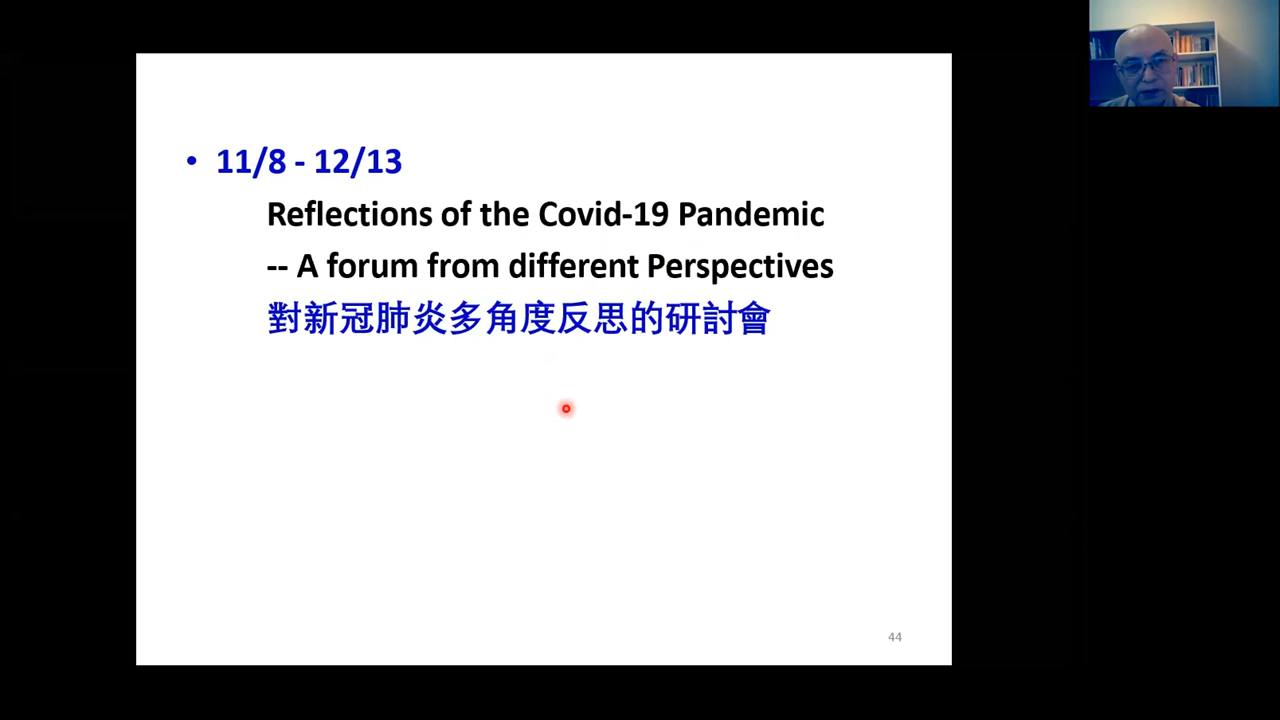 • 11/8 - 12/13
Reflections of the Covid-19 Pandemic
-- A forum from different Perspectives
對新冠肺炎多角度反思的研討會
44